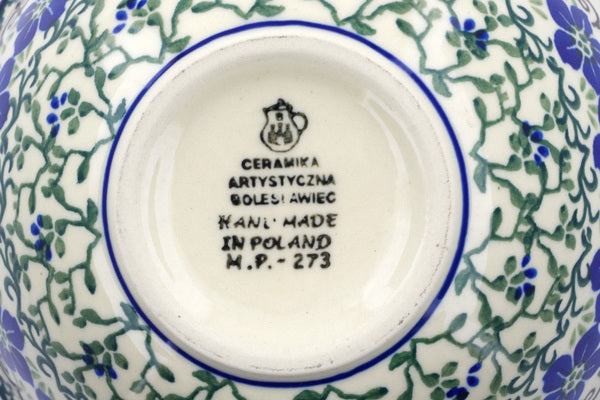 CERAMIKA
ARTYSTYCZNA
BOLESŁAWIEC
HAND MADE
IN POLAND
M.P.-273